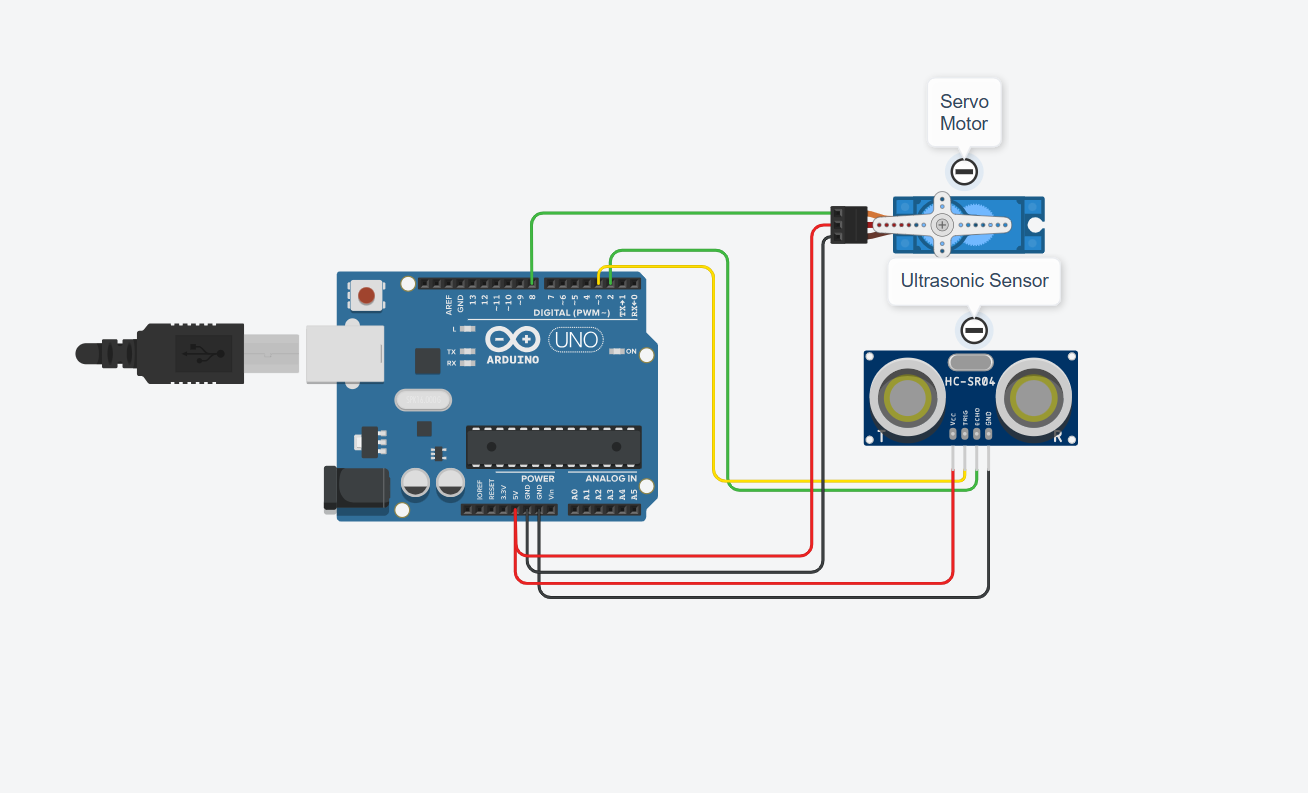 Servo
Motor
Ultrasonic Sensor
AREF
GND
13
12
~11
~10
~9
8
7
~6
~5
4
~3
2
TX→1
RX←0
DIGITAL (PWM~)
L
TX
RX
ARDUINO
UNO
ON
HC-SR04
VCC
TRIG
ECHO
GND
T
R
POWER
ANALOG IN
IOREF
RESET
3.3V
5V
GND
GND
Vin
A0
A1
A2
A3
A4
A5